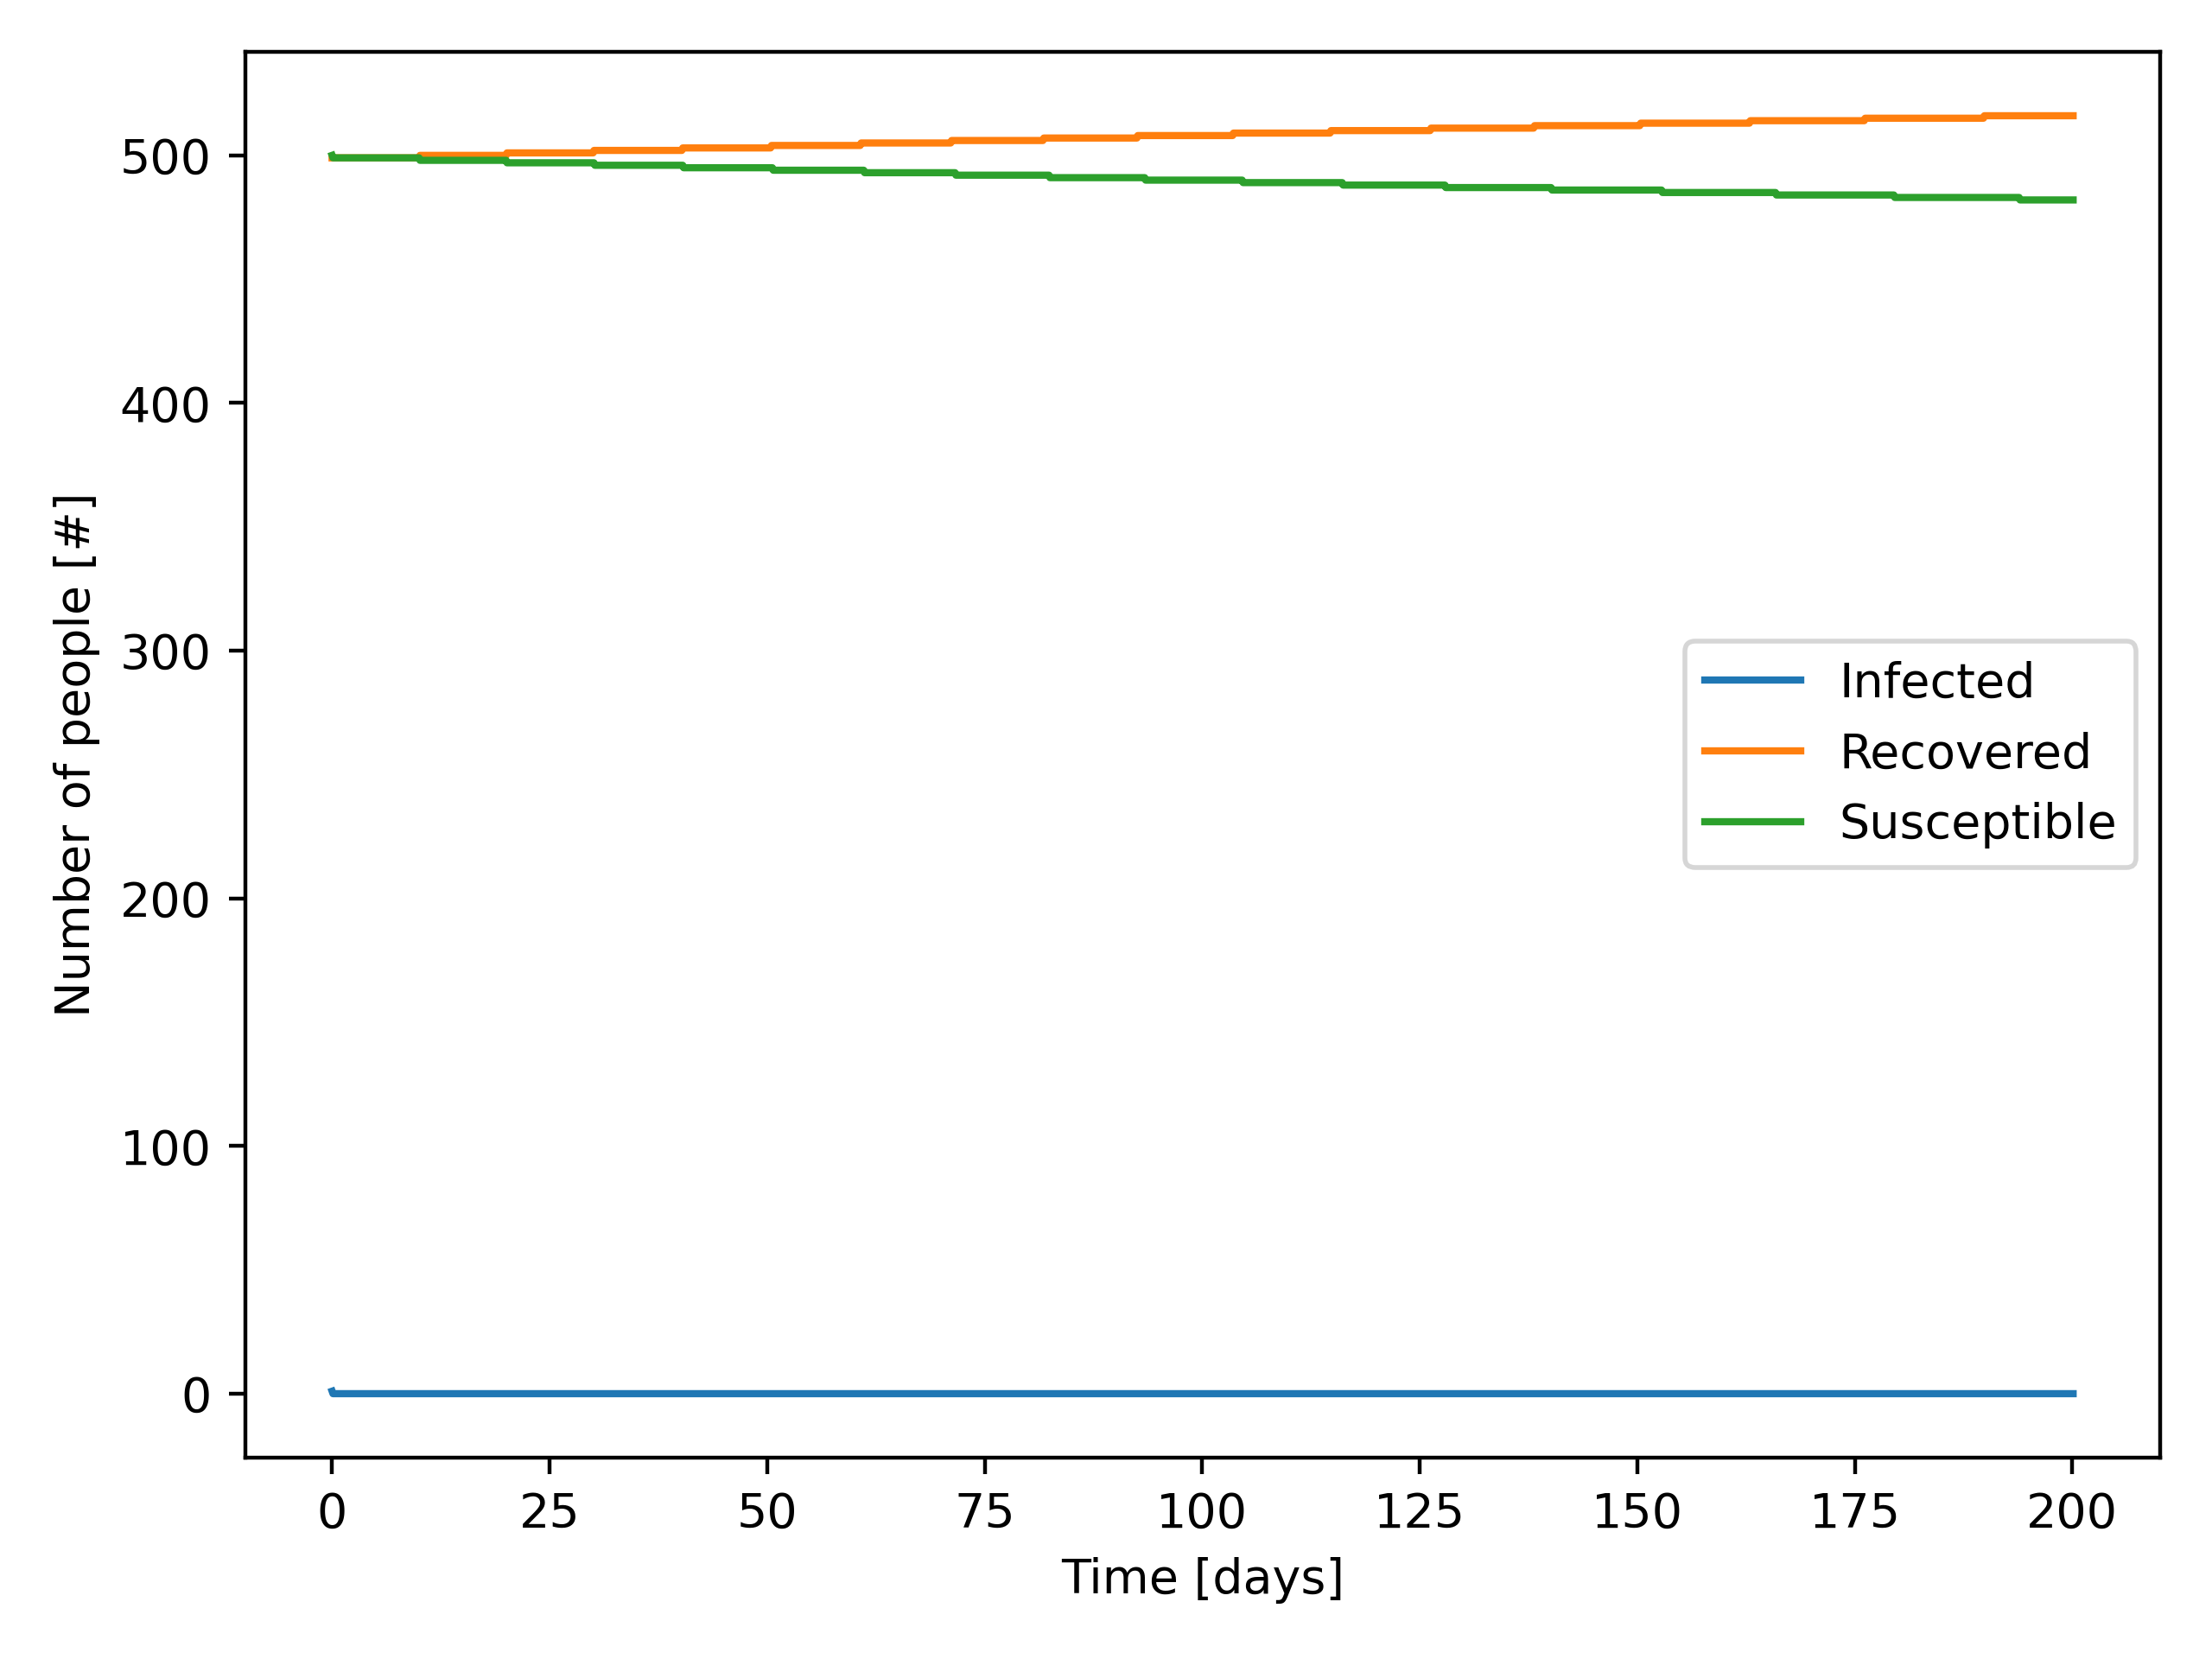 Number of people [#]
500
400
300
200
100
0
Infected
Recovered
Susceptible
0 25 50 75 100 125 150 175 200
Time [days]